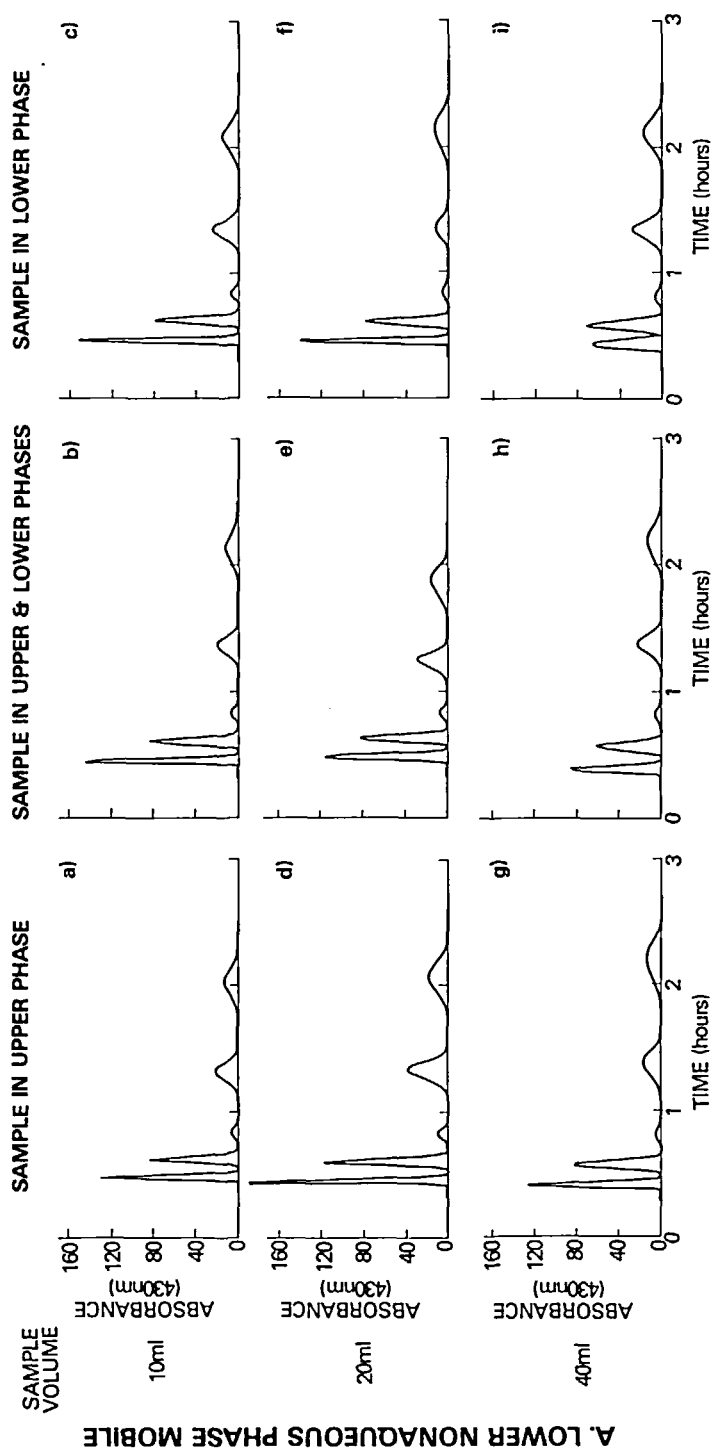 A. LOWER NONAQUEOUS PHASE MOBILE
SAMPLE
VOLUME
SAMPLE IN UPPER PHASE
SAMPLE IN UPPER & LOWER PHASES
SAMPLE IN LOWER PHASE
10ml
ABSORBANCE
(430nm)
160
120
80
40
0
a)
b)
c)
20ml
ABSORBANCE
(430nm)
160
120
80
40
0
d)
e)
f)
40ml
ABSORBANCE
(430nm)
160
120
80
40
0
g)
h)
i)
0 1 2 3
TIME (hours)
0 1 2 3
TIME (hours)
0 1 2 3
TIME (hours)